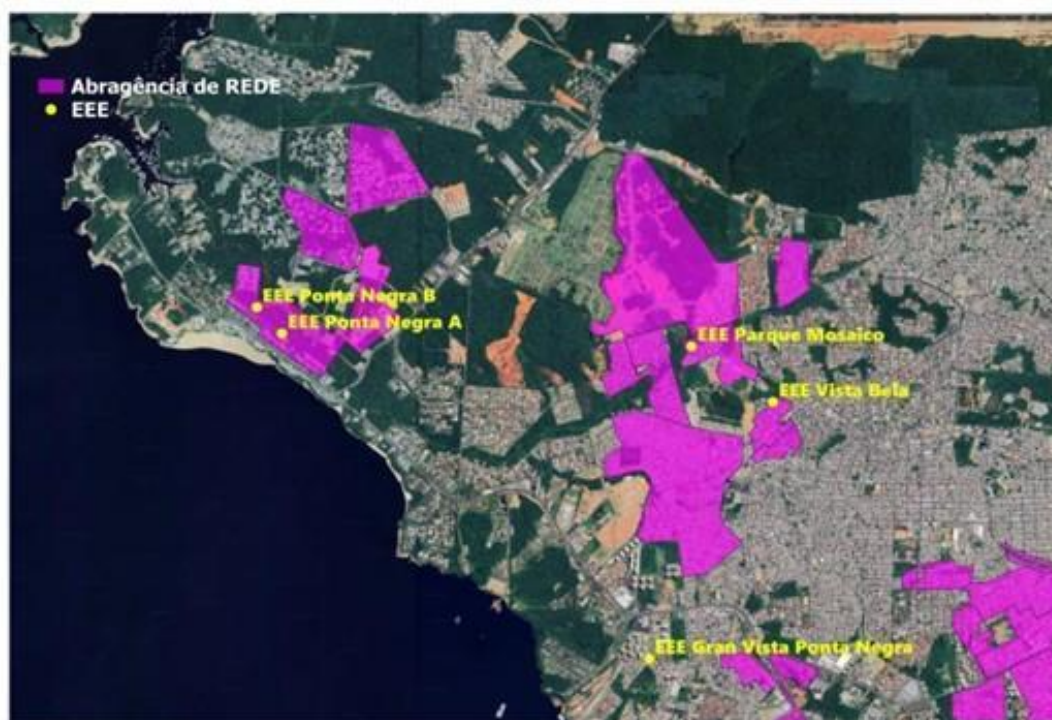 Abragência de REDE
EEE
EEE Ponta Negra B
EEE Ponta Negra A
EEE Parque Mosaico
EEE Vista Bela
EEE Gran Vista Ponta Negra